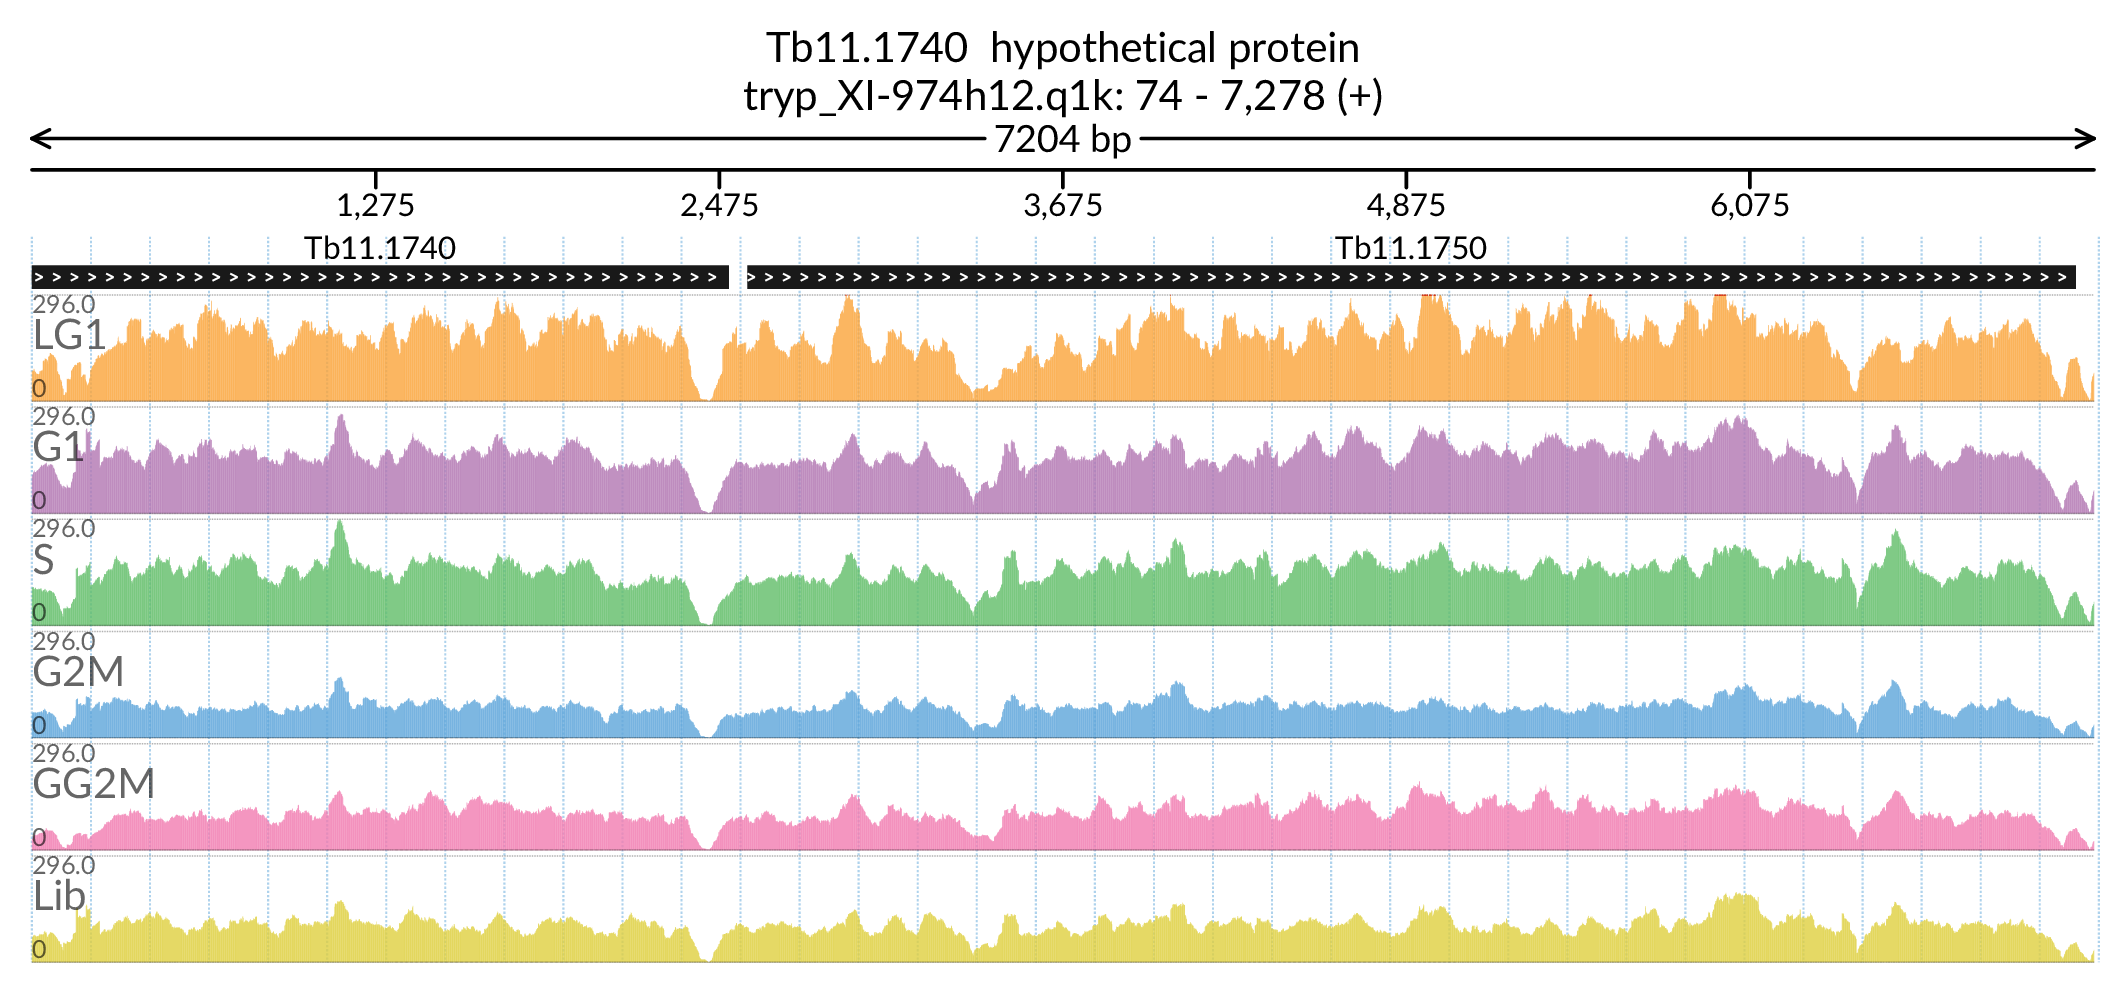 Tb11.1740 hypothetical protein
tryp_XI-974h12.q1k: 74 - 7,278 (+)
7204 bp
1,275 2,475 3,675 4,875 6,075
Tb11.1740 Tb11.1750
296.0
LG1
0
296.0
G1
0
296.0
S
0
296.0
G2M
0
296.0
GG2M
0
296.0
Lib
0